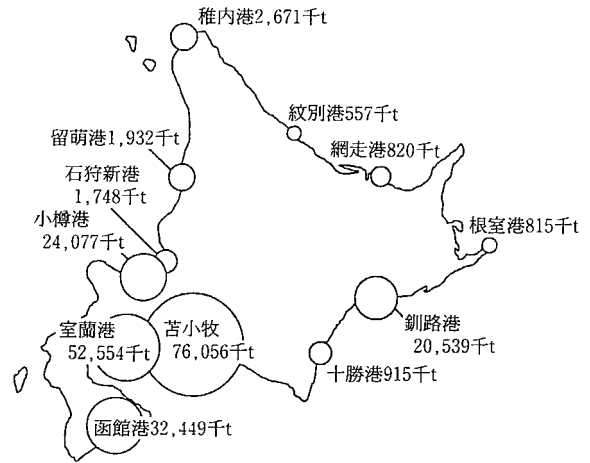 稚内港2,671千t
紋別港557千t
留萌港1,932千t
網走港820千t
石狩新港
1,748千t
小樽港
24,077千t
根室港815千t
室蘭港
52,554千t
苫小牧
76,056千t
釧路港
20,539千t
十勝港915千t
函館港32,449千t